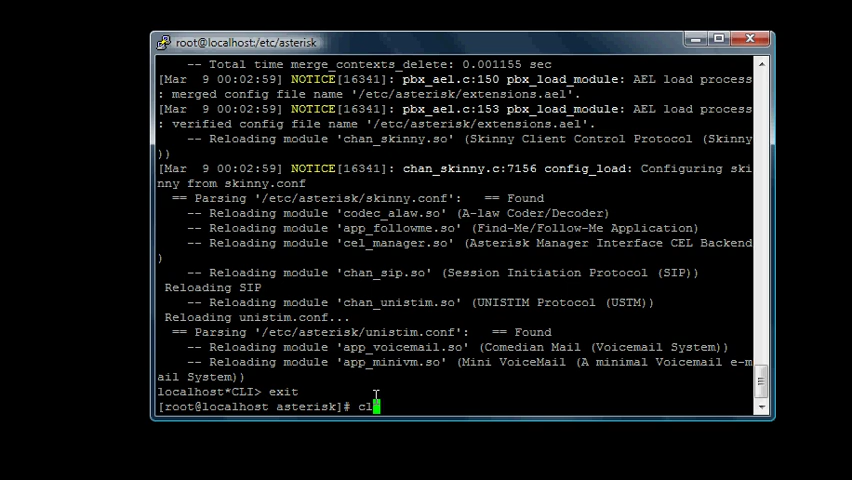 root@localhost:/etc/asterisk
-- Total time merge_contexts_delete: 0.001155 sec
[Mar  9 00:02:59] NOTICE[16341]: pbx_ael.c:150 pbx_load_module: AEL load process
: merged config file name '/etc/asterisk/extensions.ael'.
[Mar  9 00:02:59] NOTICE[16341]: pbx_ael.c:153 pbx_load_module: AEL load process
: verified config file name '/etc/asterisk/extensions.ael'.
-- Reloading module 'chan_skinny.so' (Skinny Client Control Protocol (Skinny
))
[Mar  9 00:02:59] NOTICE[16341]: chan_skinny.c:7156 config_load: Configuring ski
nny from skinny.conf
== Parsing '/etc/asterisk/skinny.conf':   == Found
-- Reloading module 'codec_alaw.so' (A-law Coder/Decoder)
-- Reloading module 'app_followme.so' (Find-Me/Follow-Me Application)
-- Reloading module 'cel_manager.so' (Asterisk Manager Interface CEL Backend
)
-- Reloading module 'chan_sip.so' (Session Initiation Protocol (SIP))
Reloading SIP
-- Reloading module 'chan_unistim.so' (UNISTIM Protocol (USTM))
Reloading unistim.conf...
== Parsing '/etc/asterisk/unistim.conf':   == Found
-- Reloading module 'app_voicemail.so' (Comedian Mail (Voicemail System))
-- Reloading module 'app_minivm.so' (Mini VoiceMail (A minimal Voicemail e-m
ail System))
localhost*CLI> exit
[root@localhost asterisk]# cl